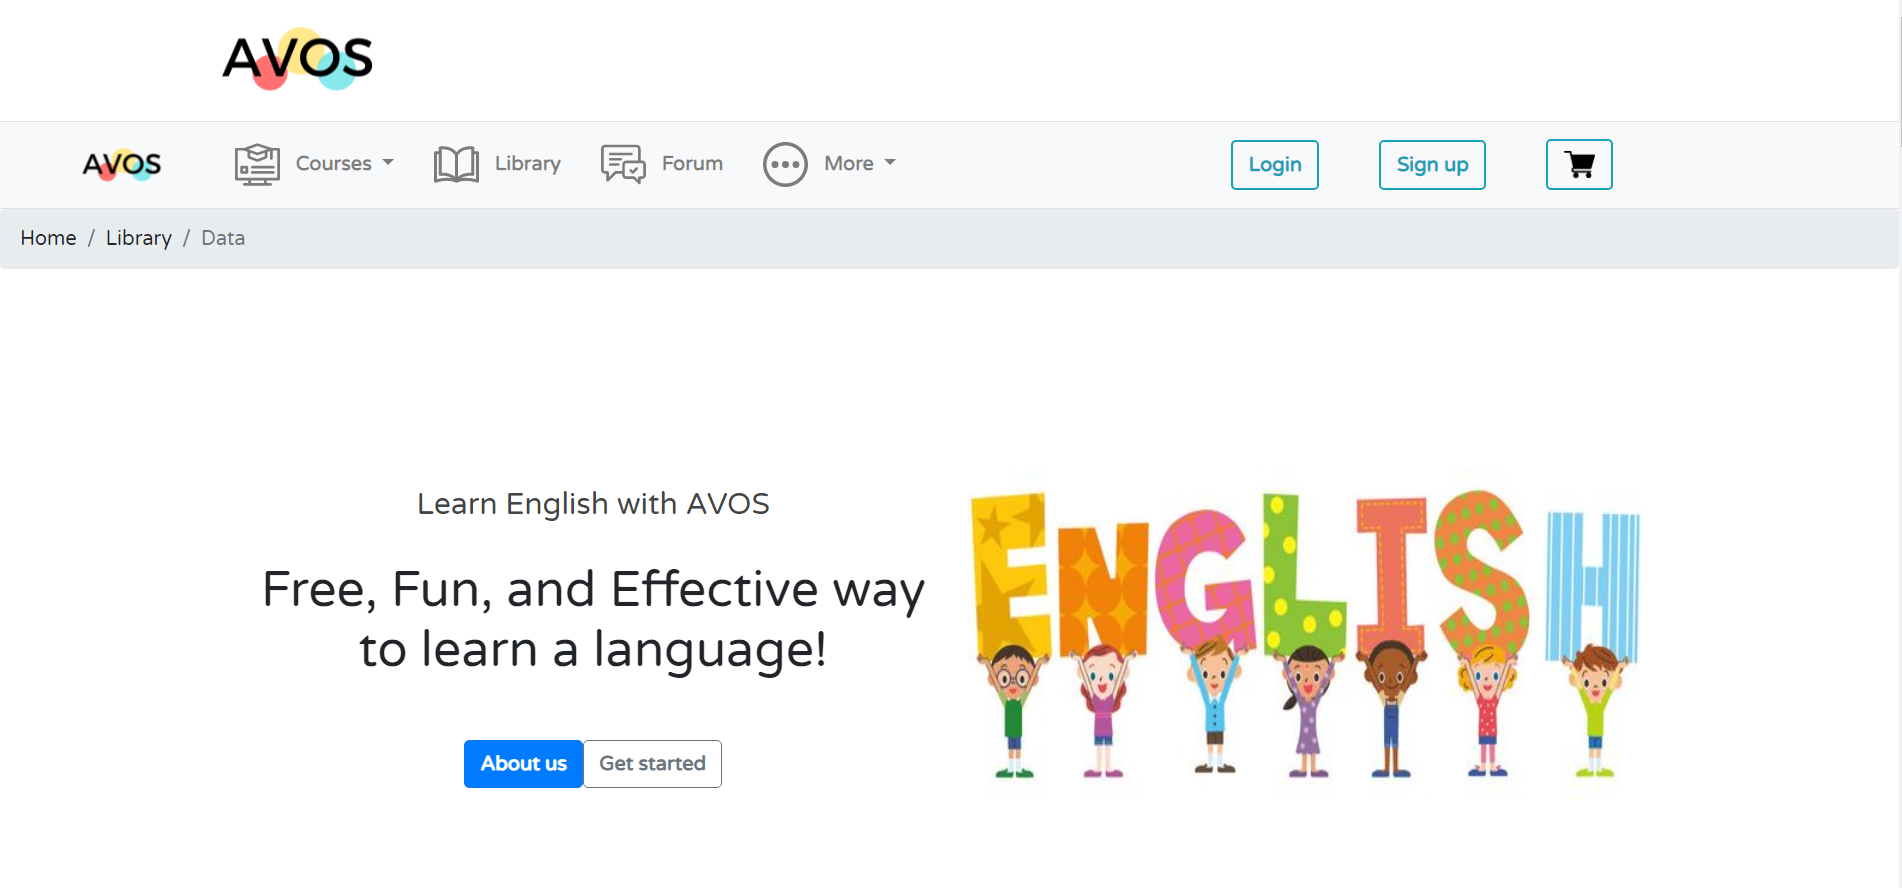 AVOS
AVOS Courses Library Forum More Login Sign up
Home / Library / Data
Learn English with AVOS
Free, Fun, and Effective way
to learn a language!
About us Get started
ENGLISH